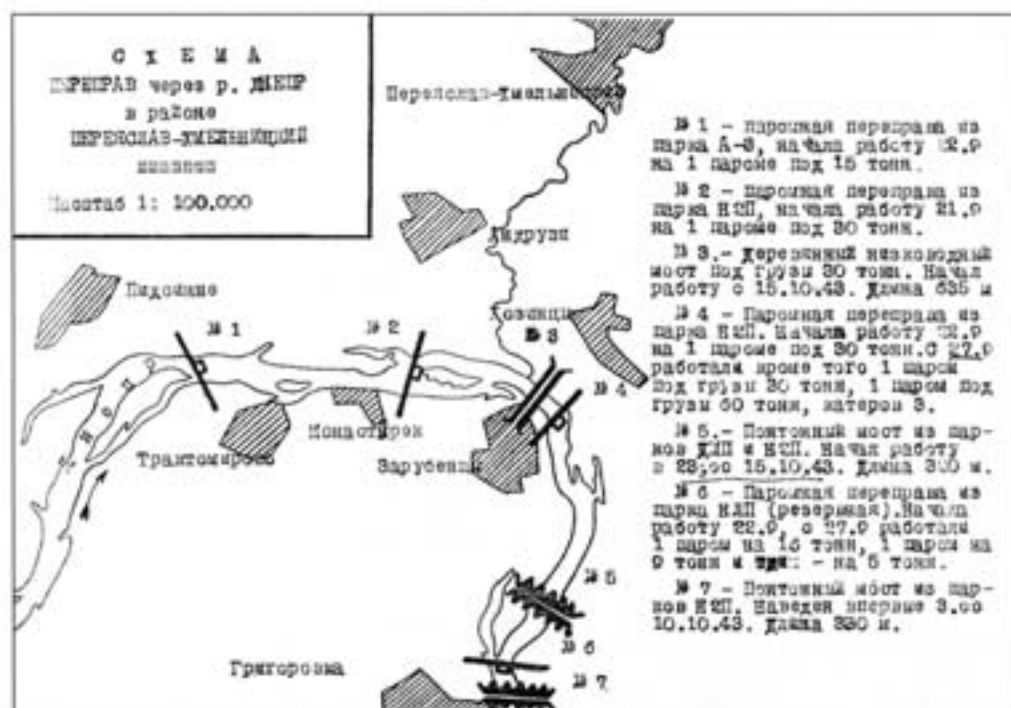 СХЕМА
ПЕРЕПРАВ через р. ДНЕПР
в районе
ПЕРЕЯСЛАВ-ХМЕЛЬНИЦКИЙ
Масштаб 1: 100.000
Переяслав-Хмельницкий
Андруши
Пидсинне
Козинцы
№ 1
№ 2
№ 3
№ 4
Днепр
Трактомиров
Монастирек
Зарубенцы
№ 5
№ 6
№ 7
Григоровка
№ 1 - паромная переправа из
парка А-3, начала работу 22.9
на 1 пароме под 15 тонн.
№ 2 - паромная переправа из
парка Н2П, начала работу 21.9
на 1 пароме под 30 тонн.
№ 3.- деревянный низководный
мост под грузы 30 тонн. Начал
работу с 15.10.43. Длина 635 м
№ 4 - Паромная переправа из
парка Н2П. Начала работу 22.9
на 1 пароме под 30 тонн.С 27.9
работали кроме того 1 паром
под грузы 30 тонн, 1 паром под
грузы 60 тонн, катеров 3.
№ 5.- Понтонный мост из пар-
ков ДМП и Н2П. Начал работу
в 23,00 15.10.43. Длина м.
№ 6 - Паромная переправа из
парка НЛП (резервная).Начала
работу 22.9, с 27.9 работали
1 паром на 16 тонн, 1 паром на
9 тонн и - на 5 тонн.
№ 7 - Понтонный мост из пар-
ков Н2П. Наведен впервые 3.00
10.10.43. Длина 330 м.